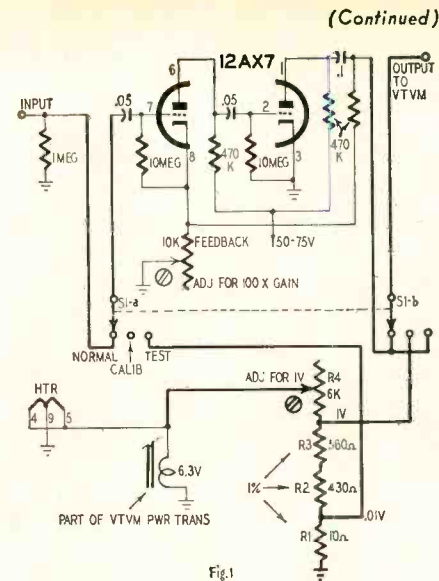 (Continued)
12AX7
OUTPUT
TO
VTVM
INPUT
.05
6
7
8
.05
1
2
3
.1
1MEG
10MEG
470
K
10MEG
470
K
10K
FEEDBACK
50-75V
ADJ FOR 100 X GAIN
S1-a
S1-b
NORMAL
CALIB
TEST
ADJ FOR 1V
R4
6K
1V
HTR
4
9
5
R3
560Ω
6.3V
1%
R2
430Ω
.01V
PART OF VTVM PWR TRANS
R1
10Ω
Fig.1